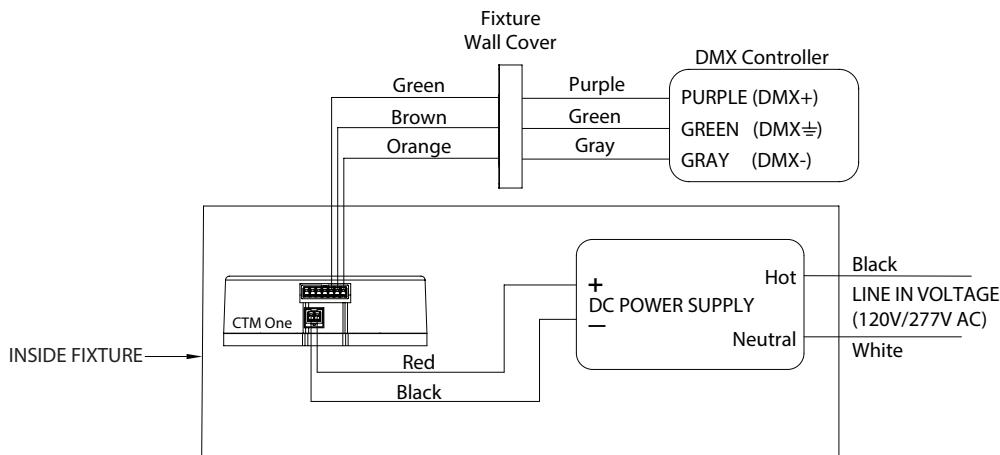 Fixture
Wall Cover
DMX Controller
Green
Purple
PURPLE (DMX+)
Brown
Green
GREEN (DMX⏚)
Orange
Gray
GRAY (DMX-)
Hot
Black
+
DC POWER SUPPLY
LINE IN VOLTAGE
(120V/277V AC)
CTM One
—
Neutral
White
INSIDE FIXTURE
Red
Black